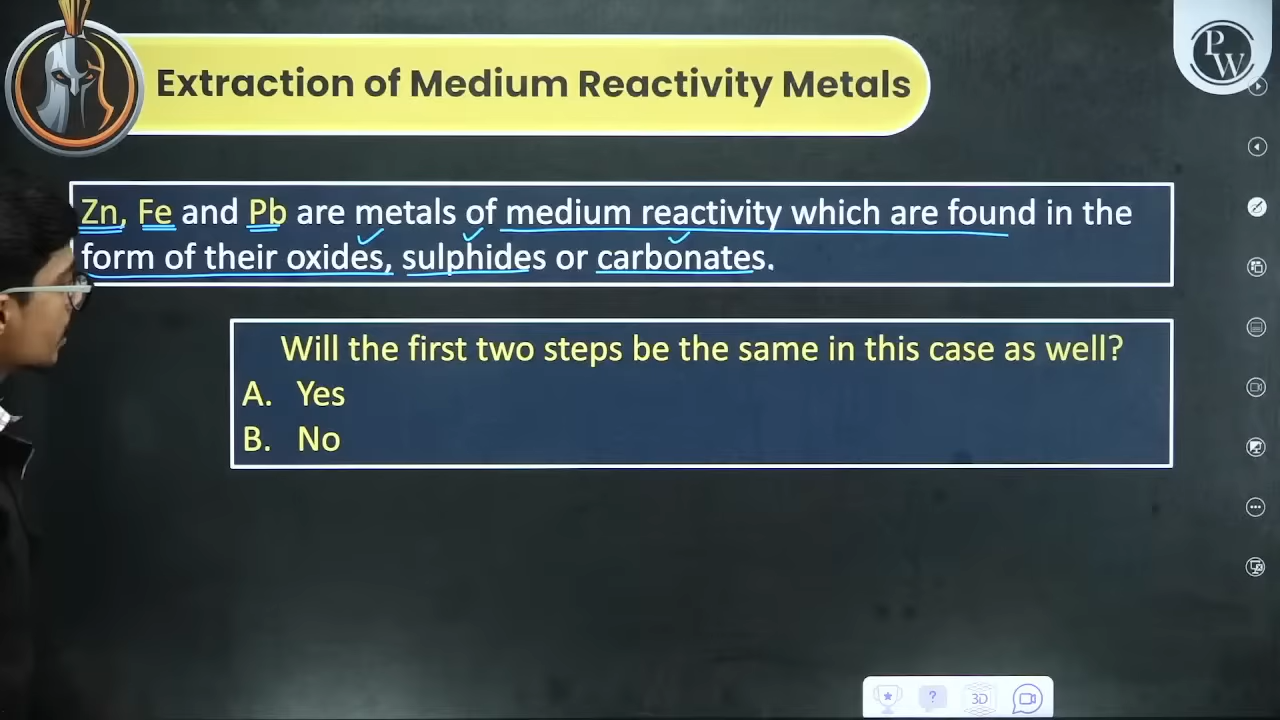 Extraction of Medium Reactivity Metals
PW
Zn, Fe and Pb are metals of medium reactivity which are found in the
form of their oxides, sulphides or carbonates.
Will the first two steps be the same in this case as well?
A. Yes
B. No
?
3D